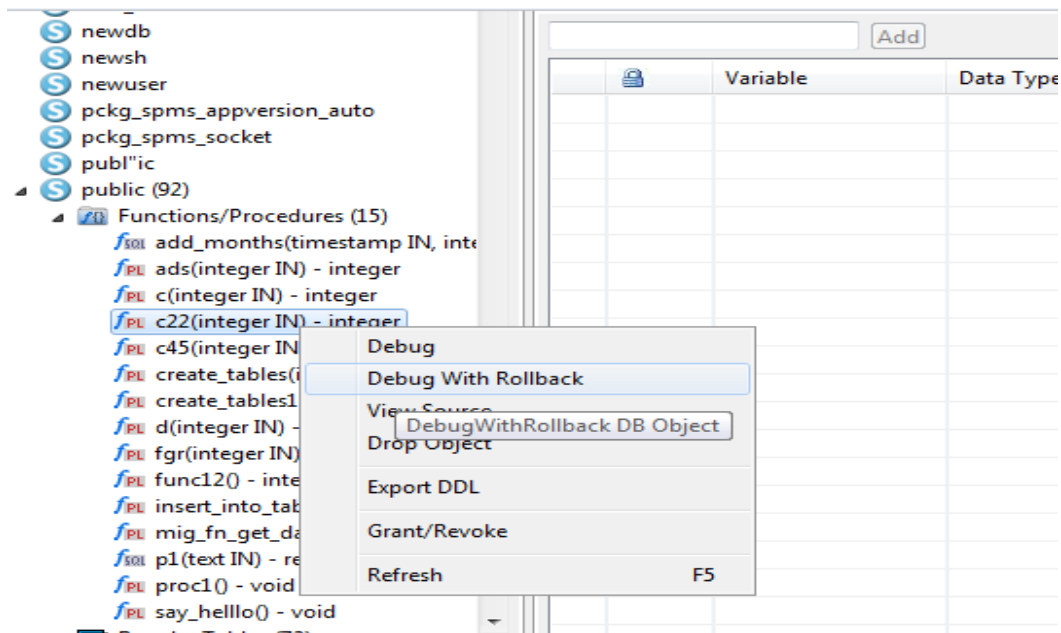 newdb
newsh
newuser
pckg_spms_appversion_auto
pckg_spms_socket
publ"ic
public (92)
Functions/Procedures (15)
add_months(timestamp IN, inte
ads(integer IN) - integer
c(integer IN) - integer
c22(integer IN) - integer
c45(integer IN
create_tables(i
create_tables1
d(integer IN) -
fgr(integer IN)
func12() - inte
insert_into_tab
mig_fn_get_da
p1(text IN) - re
proc1() - void
say_helllo() - void
Debug
Debug With Rollback
View Source
DebugWithRollback DB Object
Drop Object
Export DDL
Grant/Revoke
Refresh F5
Add
Variable Data Type